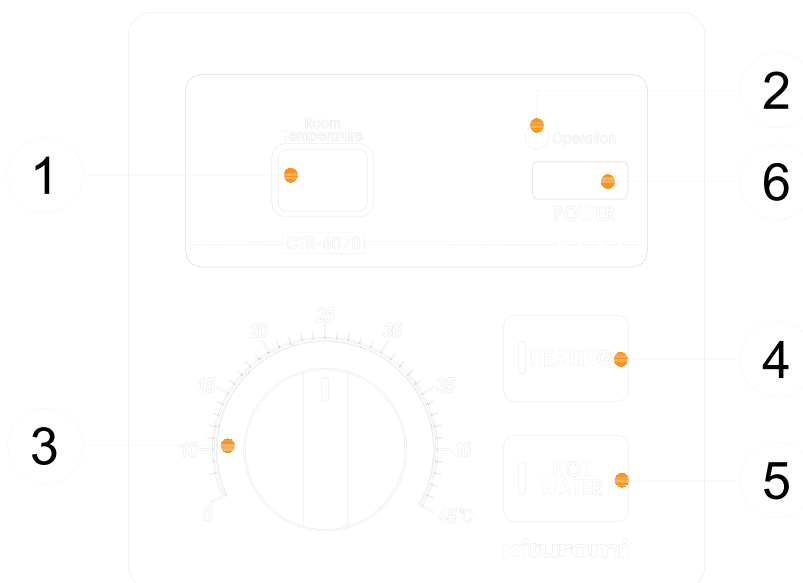 2
Room
Temperature
Operation
1
6
POWER
CTR-5070
25
20
30
15
35
HEATING
4
3
10
40
HOT
WATER
5
45℃
kiturami